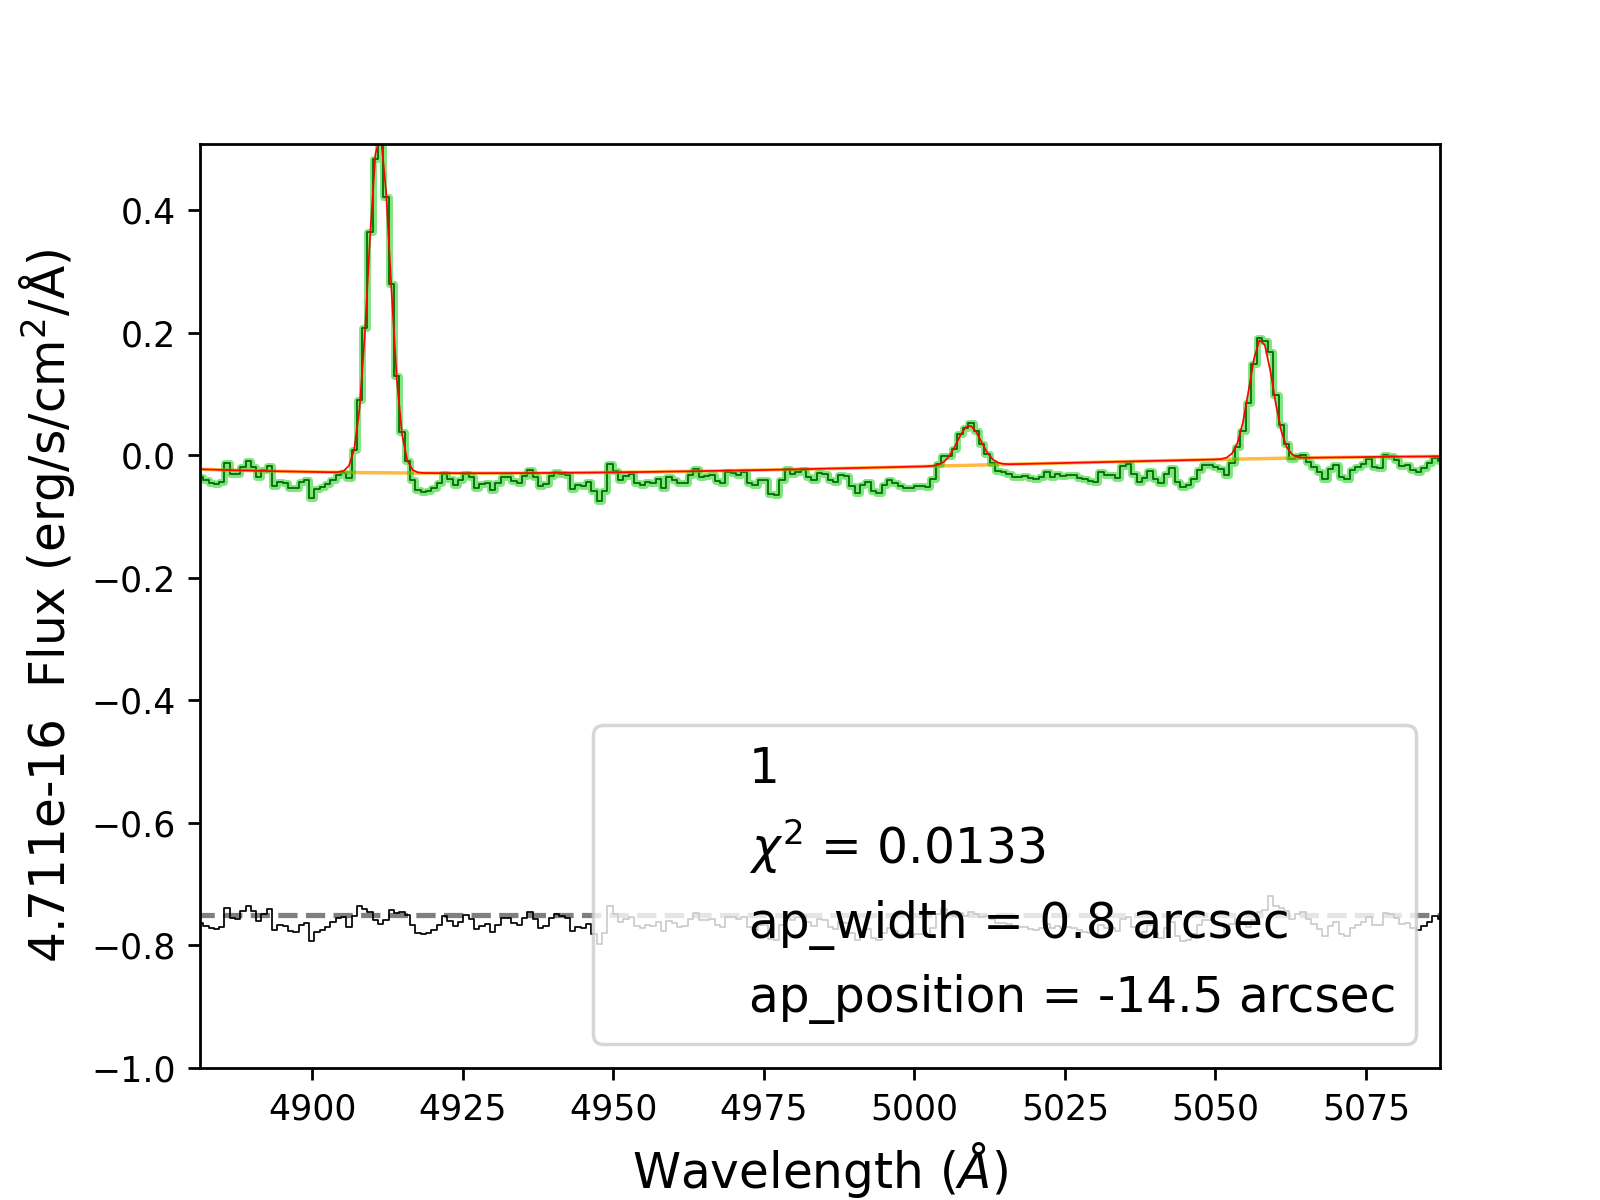 4.711e-16 Flux (erg/s/cm²/Å)
0.4
0.2
0.0
−0.2
−0.4
−0.6
−0.8
−1.0
1
χ² = 0.0133
ap_width = 0.8 arcsec
ap_position = -14.5 arcsec
4900 4925 4950 4975 5000 5025 5050 5075
Wavelength (Å)